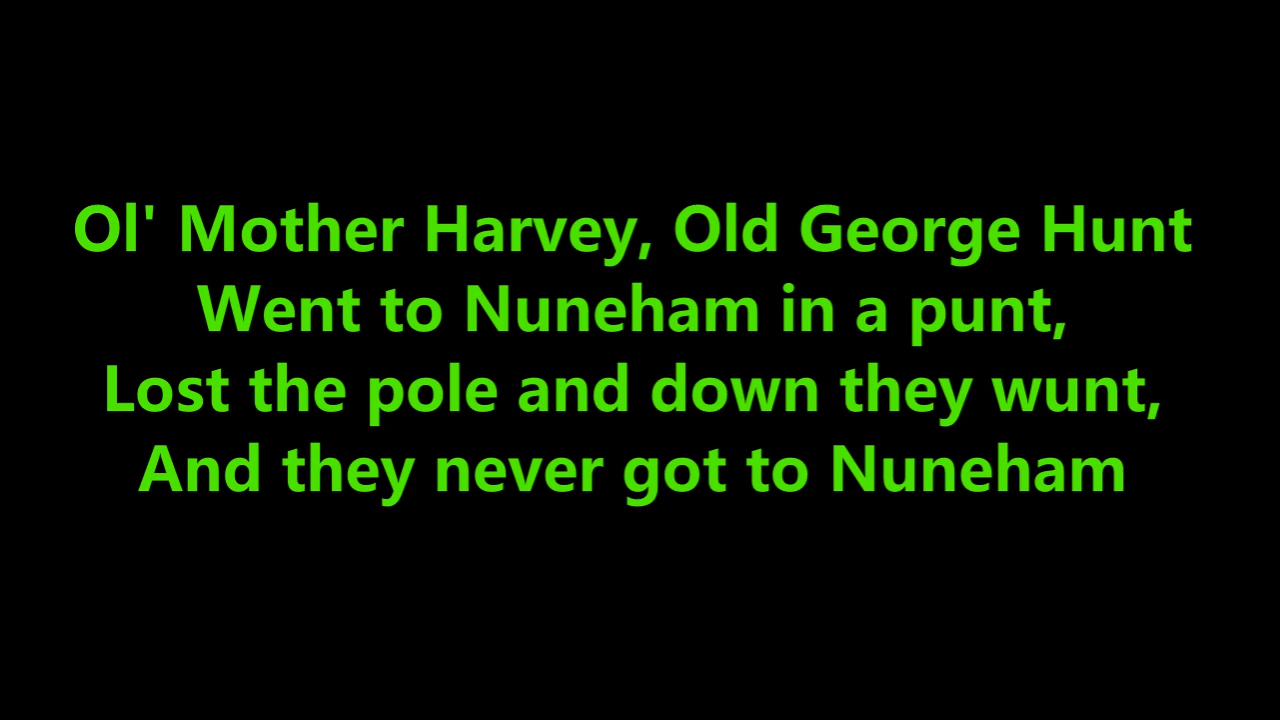 Ol' Mother Harvey, Old George Hunt
Went to Nuneham in a punt,
Lost the pole and down they wunt,
And they never got to Nuneham